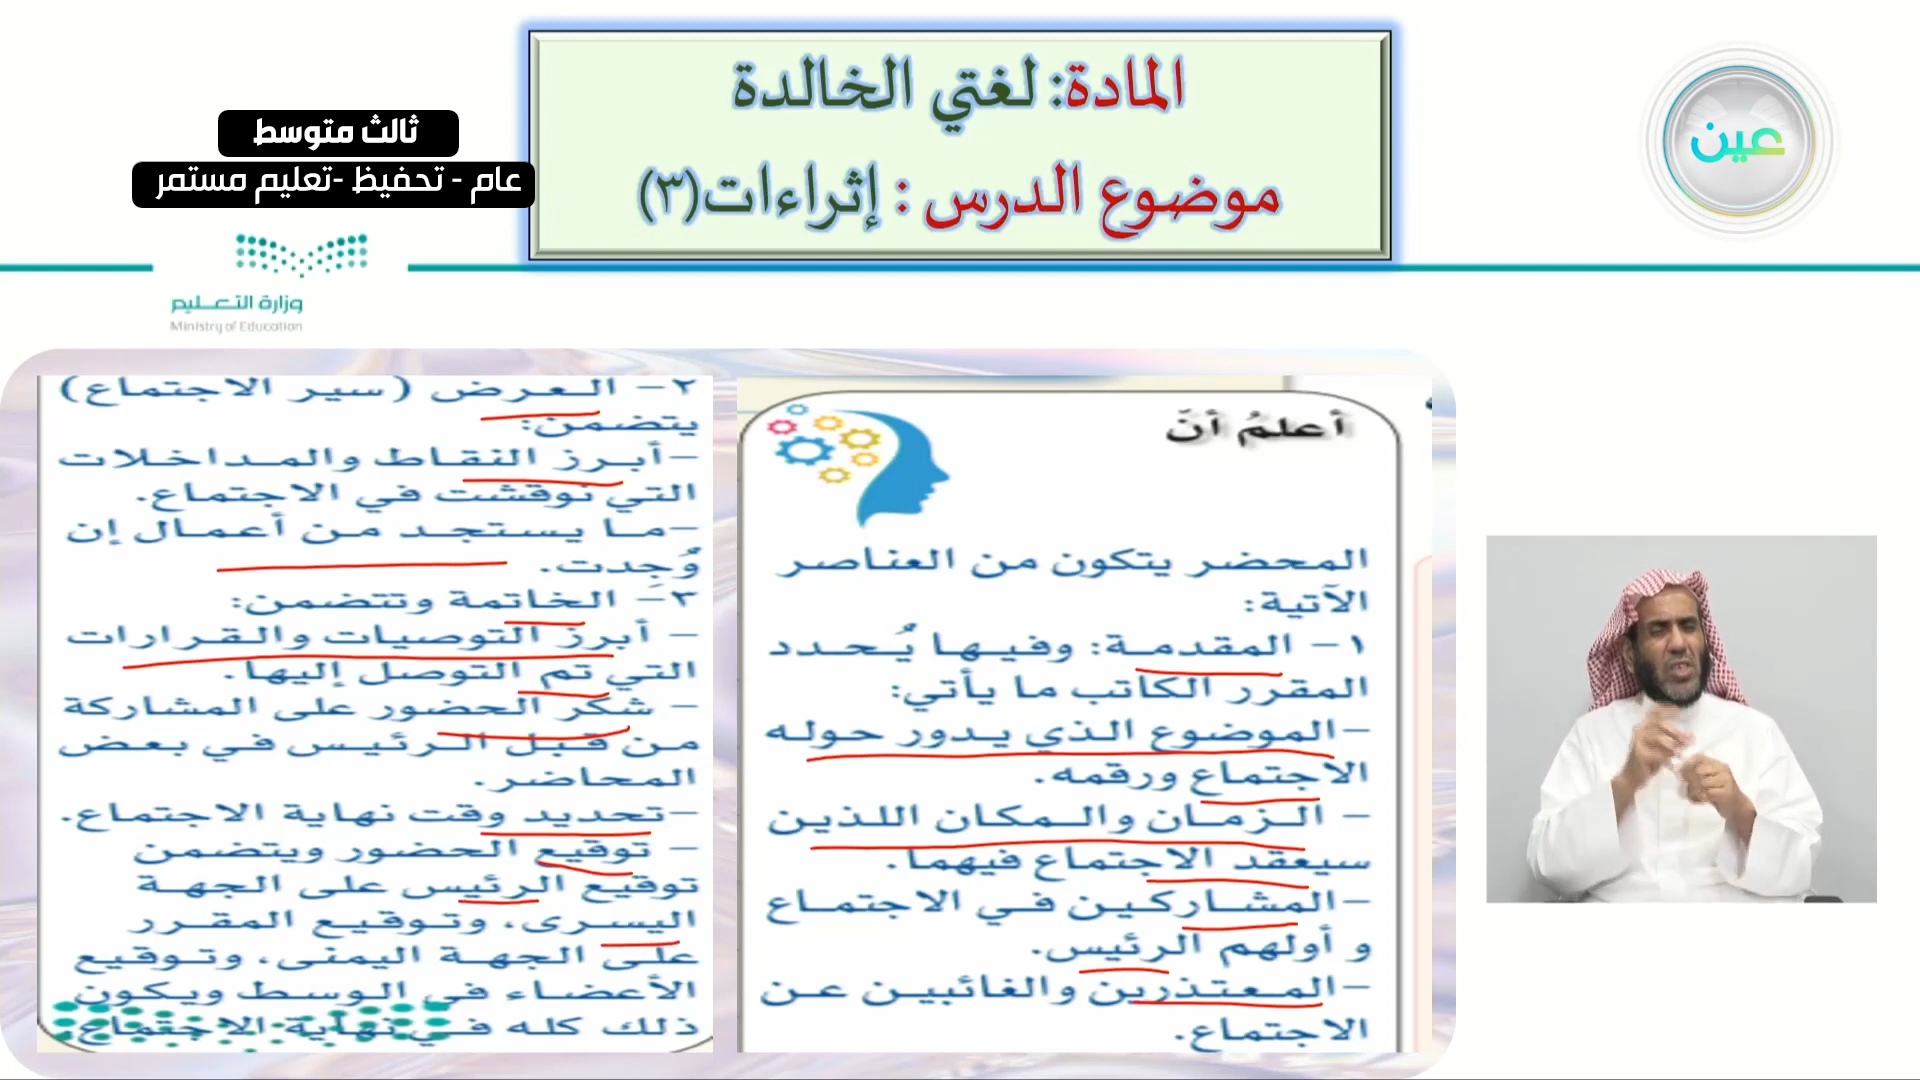 المادة: لغتي الخالدة
موضوع الدرس : إثراءات(٣)
ثالث متوسط
عام - تحفيظ -تعليم مستمر
عين
وزارة التعـــليم
Ministry of Education
أعلمُ أنّ
المحضر يتكون من العناصر
الآتية:
١- المقدمة: وفيها يُحدد
المقرر الكاتب ما يأتي:
-الموضوع الذي يدور حوله
الاجتماع ورقمه.
- الزمان والمكان اللذين
سيعقد الاجتماع فيهما.
-المشاركين في الاجتماع
و أولهم الرئيس.
-المعتذرين والغائبين عن
الاجتماع.
٢- العرض (سير الاجتماع)
يتضمن:
-أبرز النقاط والمداخلات
التي نوقشت في الاجتماع.
-ما يستجد من أعمال إن
وُجِدت.
٣- الخاتمة وتتضمن:
- أبرز التوصيات والقرارات
التي تم التوصل إليها.
- شكر الحضور على المشاركة
من قبل الرئيس في بعض
المحاضر.
-تحديد وقت نهاية الاجتماع.
- توقيع الحضور ويتضمن
توقيع الرئيس على الجهة
اليسرى، وتوقيع المقرر
على الجهة اليمنى، وتوقيع
الأعضاء في الوسط ويكون
ذلك كله في نهاية الاجتماع.